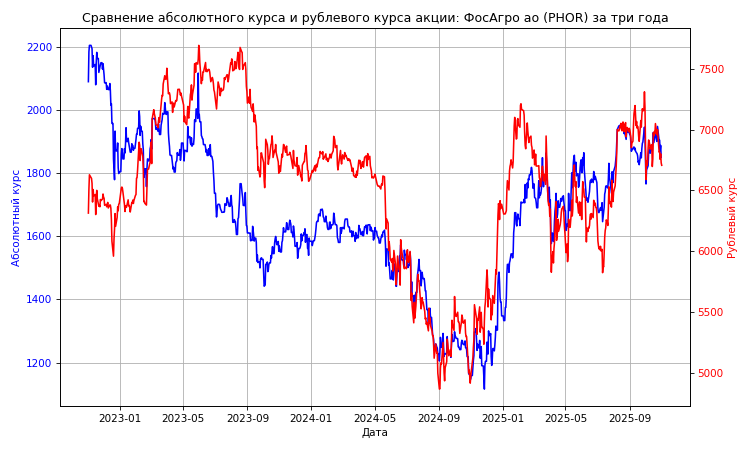 Сравнение абсолютного курса и рублевого курса акции: ФосАгро ао (PHOR) за три года
2200
2000
1800
1600
1400
1200
Абсолютный курс
7500
7000
6500
6000
5500
5000
Рублевый курс
2023-01 2023-05 2023-09 2024-01 2024-05 2024-09 2025-01 2025-05 2025-09
Дата